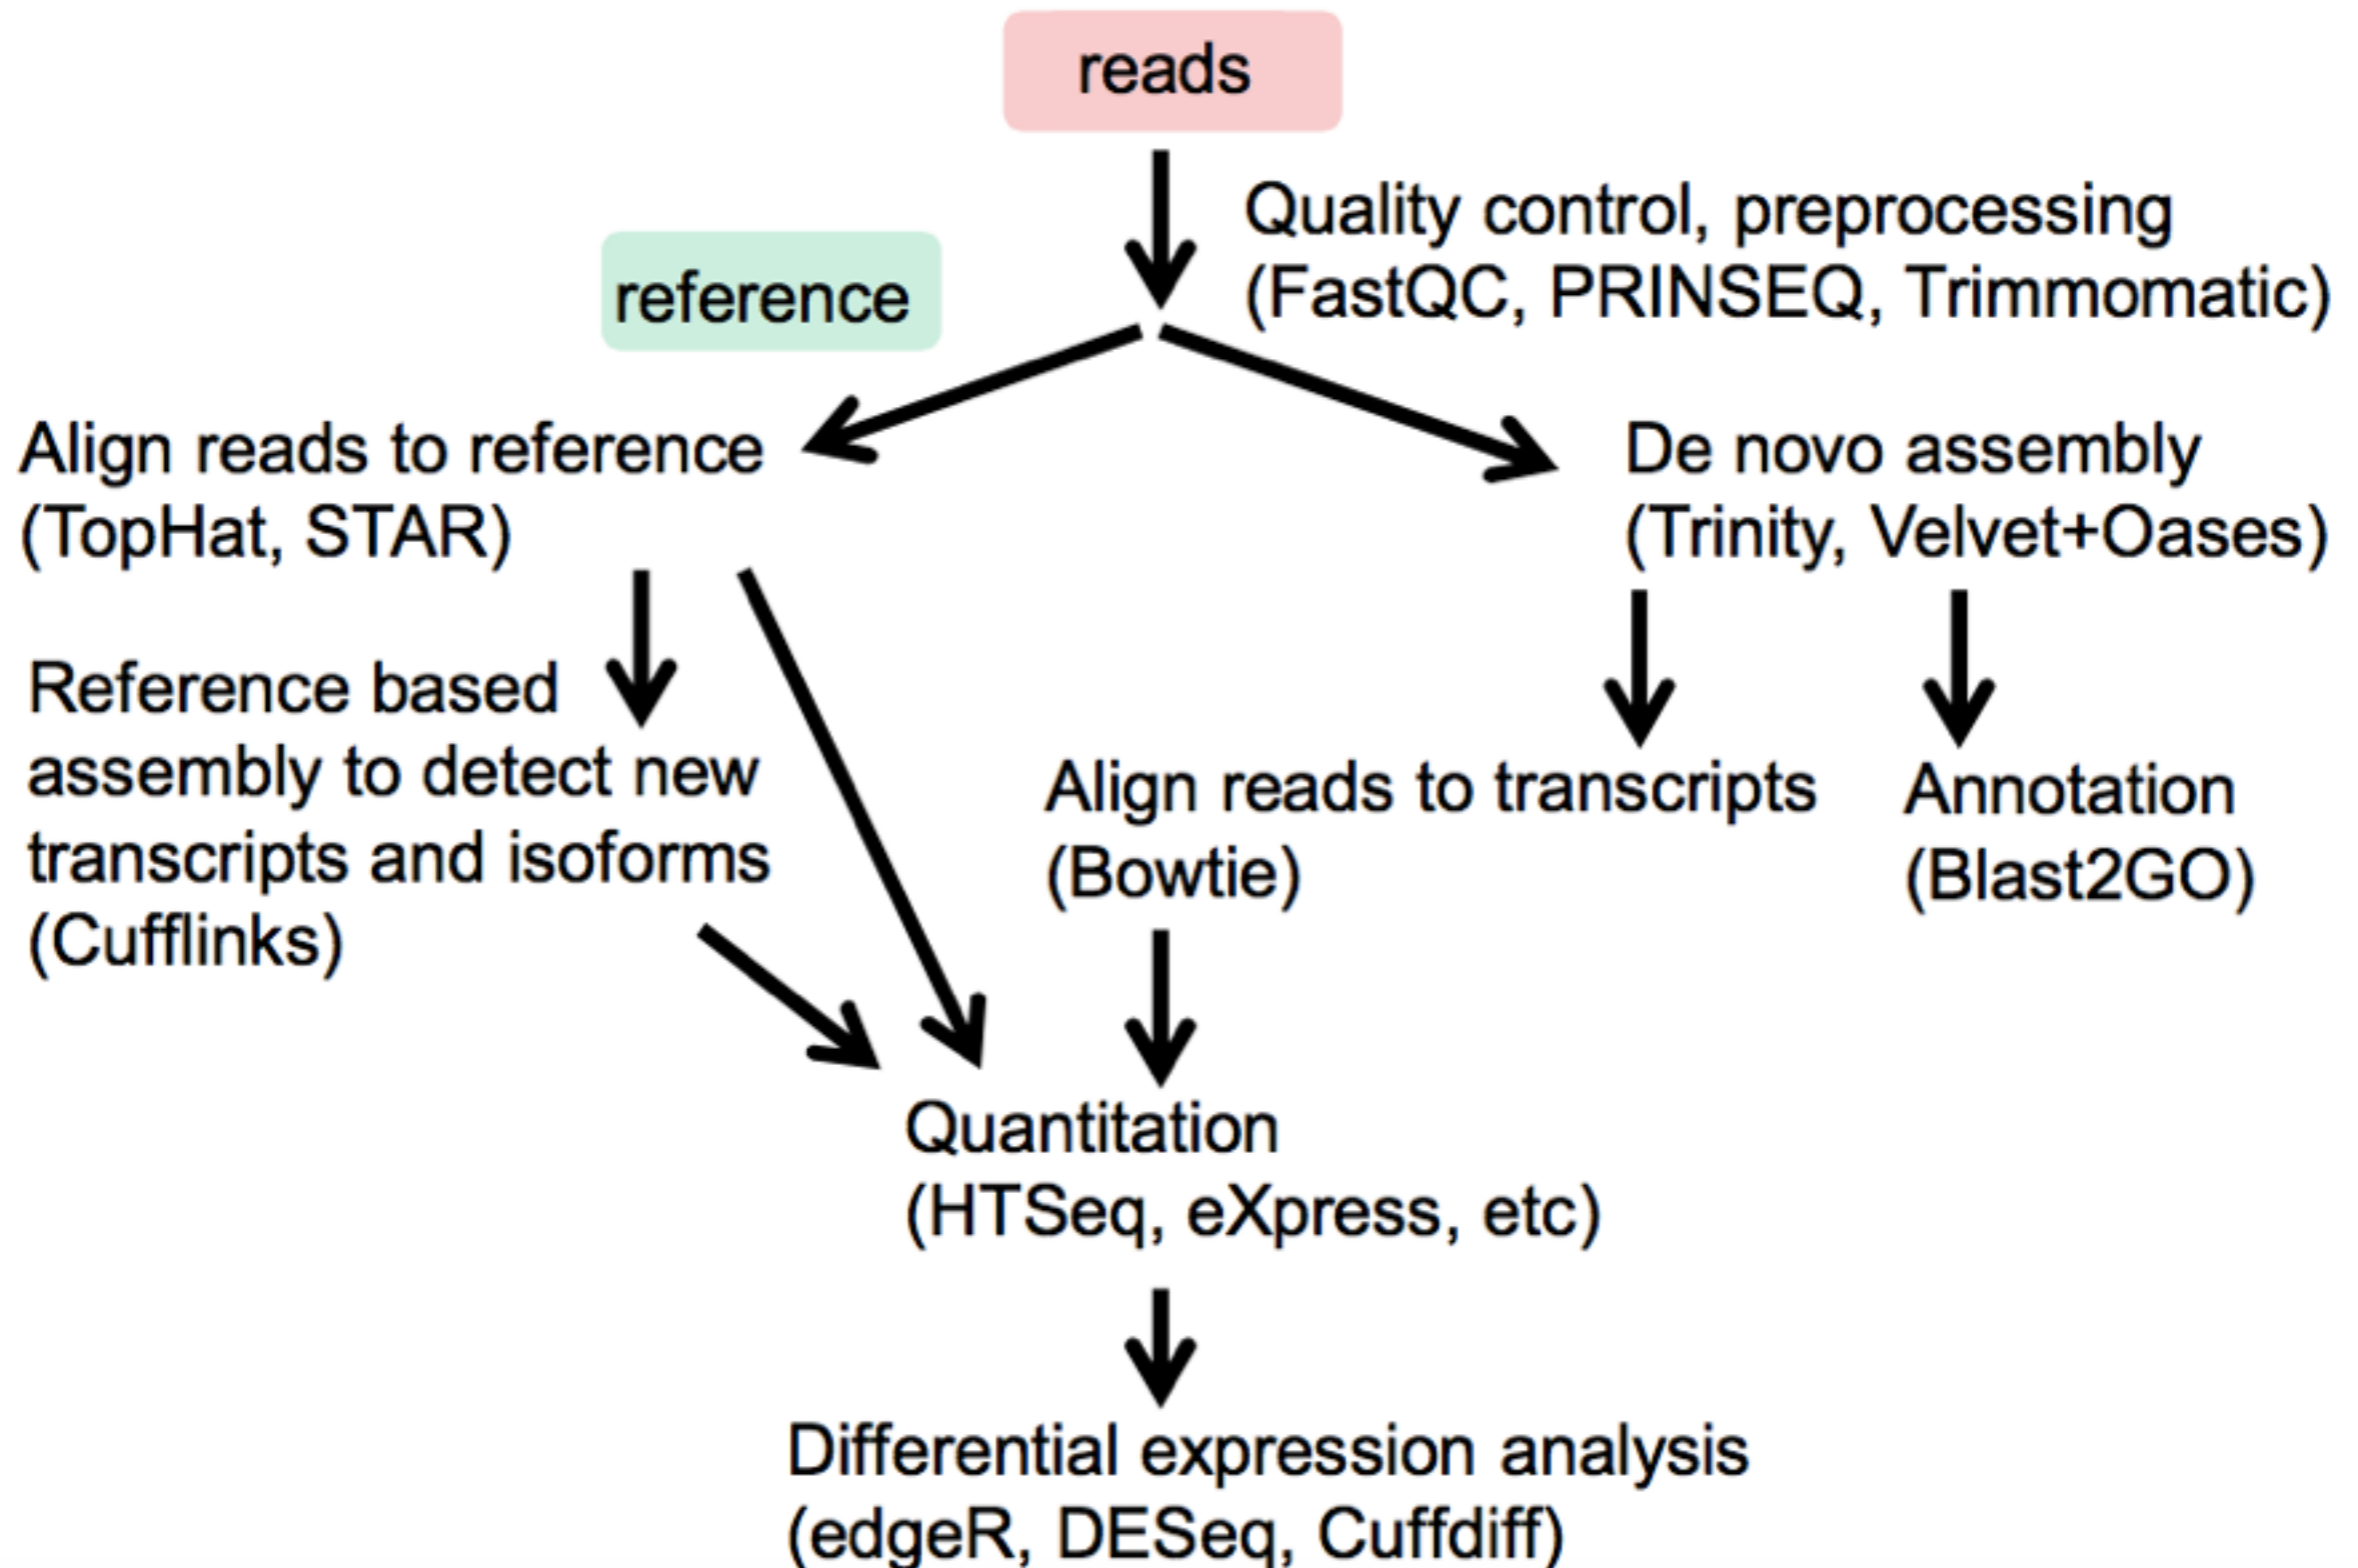 reads
Quality control, preprocessing
(FastQC, PRINSEQ, Trimmomatic)
reference
Align reads to reference
(TopHat, STAR)
De novo assembly
(Trinity, Velvet+Oases)
Reference based
assembly to detect new
transcripts and isoforms
(Cufflinks)
Align reads to transcripts
(Bowtie)
Annotation
(Blast2GO)
Quantitation
(HTSeq, eXpress, etc)
Differential expression analysis
(edgeR, DESeq, Cuffdiff)